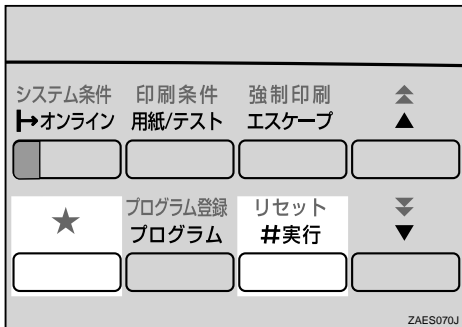 システム条件 印刷条件 強制印刷
オンライン 用紙/テスト エスケープ
★ プログラム登録 リセット
プログラム #実行
ZAES070J